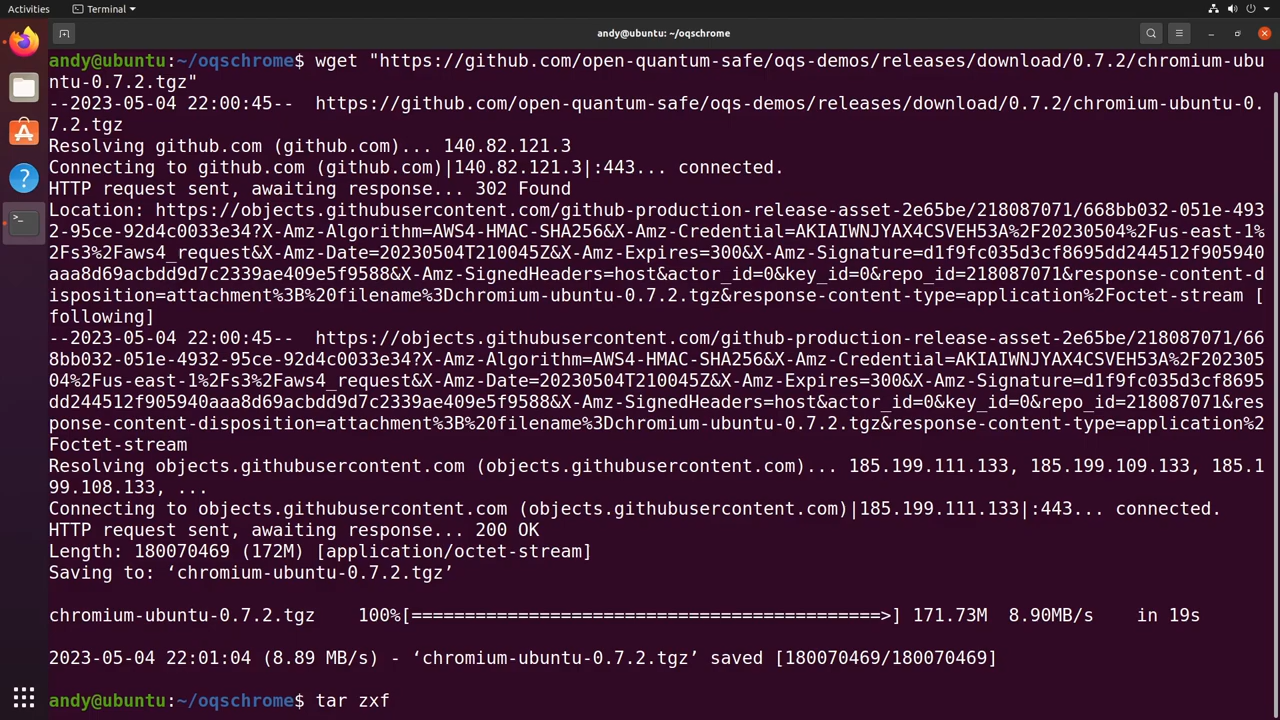 Activities
Terminal
andy@ubuntu: ~/oqschrome
andy@ubuntu:~/oqschrome$ wget "https://github.com/open-quantum-safe/oqs-demos/releases/download/0.7.2/chromium-ubu
ntu-0.7.2.tgz"
--2023-05-04 22:00:45--  https://github.com/open-quantum-safe/oqs-demos/releases/download/0.7.2/chromium-ubuntu-0.
7.2.tgz
Resolving github.com (github.com)... 140.82.121.3
Connecting to github.com (github.com)|140.82.121.3|:443... connected.
HTTP request sent, awaiting response... 302 Found
Location: https://objects.githubusercontent.com/github-production-release-asset-2e65be/218087071/668bb032-051e-493
2-95ce-92d4c0033e34?X-Amz-Algorithm=AWS4-HMAC-SHA256&X-Amz-Credential=AKIAIWNJYAX4CSVEH53A%2F20230504%2Fus-east-1%
2Fs3%2Faws4_request&X-Amz-Date=20230504T210045Z&X-Amz-Expires=300&X-Amz-Signature=d1f9fc035d3cf8695dd244512f905940
aaa8d69acbdd9d7c2339ae409e5f9588&X-Amz-SignedHeaders=host&actor_id=0&key_id=0&repo_id=218087071&response-content-d
isposition=attachment%3B%20filename%3Dchromium-ubuntu-0.7.2.tgz&response-content-type=application%2Foctet-stream [
following]
--2023-05-04 22:00:45--  https://objects.githubusercontent.com/github-production-release-asset-2e65be/218087071/66
8bb032-051e-4932-95ce-92d4c0033e34?X-Amz-Algorithm=AWS4-HMAC-SHA256&X-Amz-Credential=AKIAIWNJYAX4CSVEH53A%2F202305
04%2Fus-east-1%2Fs3%2Faws4_request&X-Amz-Date=20230504T210045Z&X-Amz-Expires=300&X-Amz-Signature=d1f9fc035d3cf8695
dd244512f905940aaa8d69acbdd9d7c2339ae409e5f9588&X-Amz-SignedHeaders=host&actor_id=0&key_id=0&repo_id=218087071&res
ponse-content-disposition=attachment%3B%20filename%3Dchromium-ubuntu-0.7.2.tgz&response-content-type=application%2
Foctet-stream
Resolving objects.githubusercontent.com (objects.githubusercontent.com)... 185.199.111.133, 185.199.109.133, 185.1
99.108.133, ...
Connecting to objects.githubusercontent.com (objects.githubusercontent.com)|185.199.111.133|:443... connected.
HTTP request sent, awaiting response... 200 OK
Length: 180070469 (172M) [application/octet-stream]
Saving to: ‘chromium-ubuntu-0.7.2.tgz’
chromium-ubuntu-0.7.2.tgz    100%[============================================>] 171.73M  8.90MB/s    in 19s
2023-05-04 22:01:04 (8.89 MB/s) - ‘chromium-ubuntu-0.7.2.tgz’ saved [180070469/180070469]
andy@ubuntu:~/oqschrome$ tar zxf